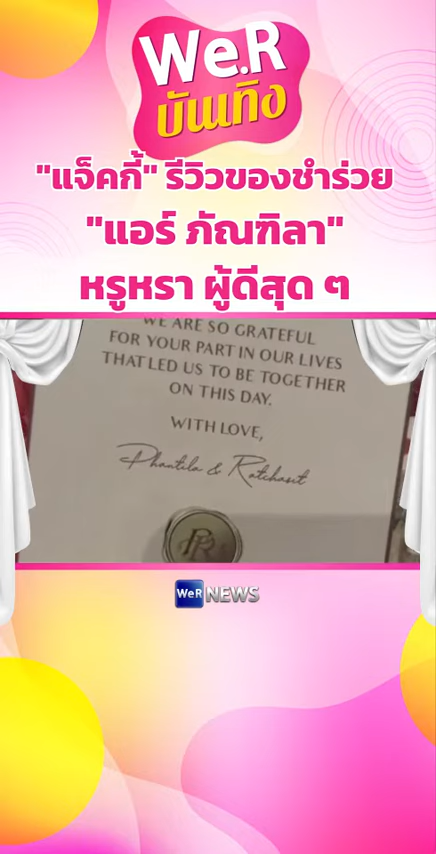 We.R
บันเทิง
"แจ็คกี้" รีวิวของชำร่วย
"แอร์ ภัณฑิลา"
หรูหรา ผู้ดีสุด ๆ
WE ARE SO GRATEFUL
FOR YOUR PART IN OUR LIVES
THAT LED US TO BE TOGETHER
ON THIS DAY.
WITH LOVE,
Phantila & Ratchasit
PR
WeR NEWS